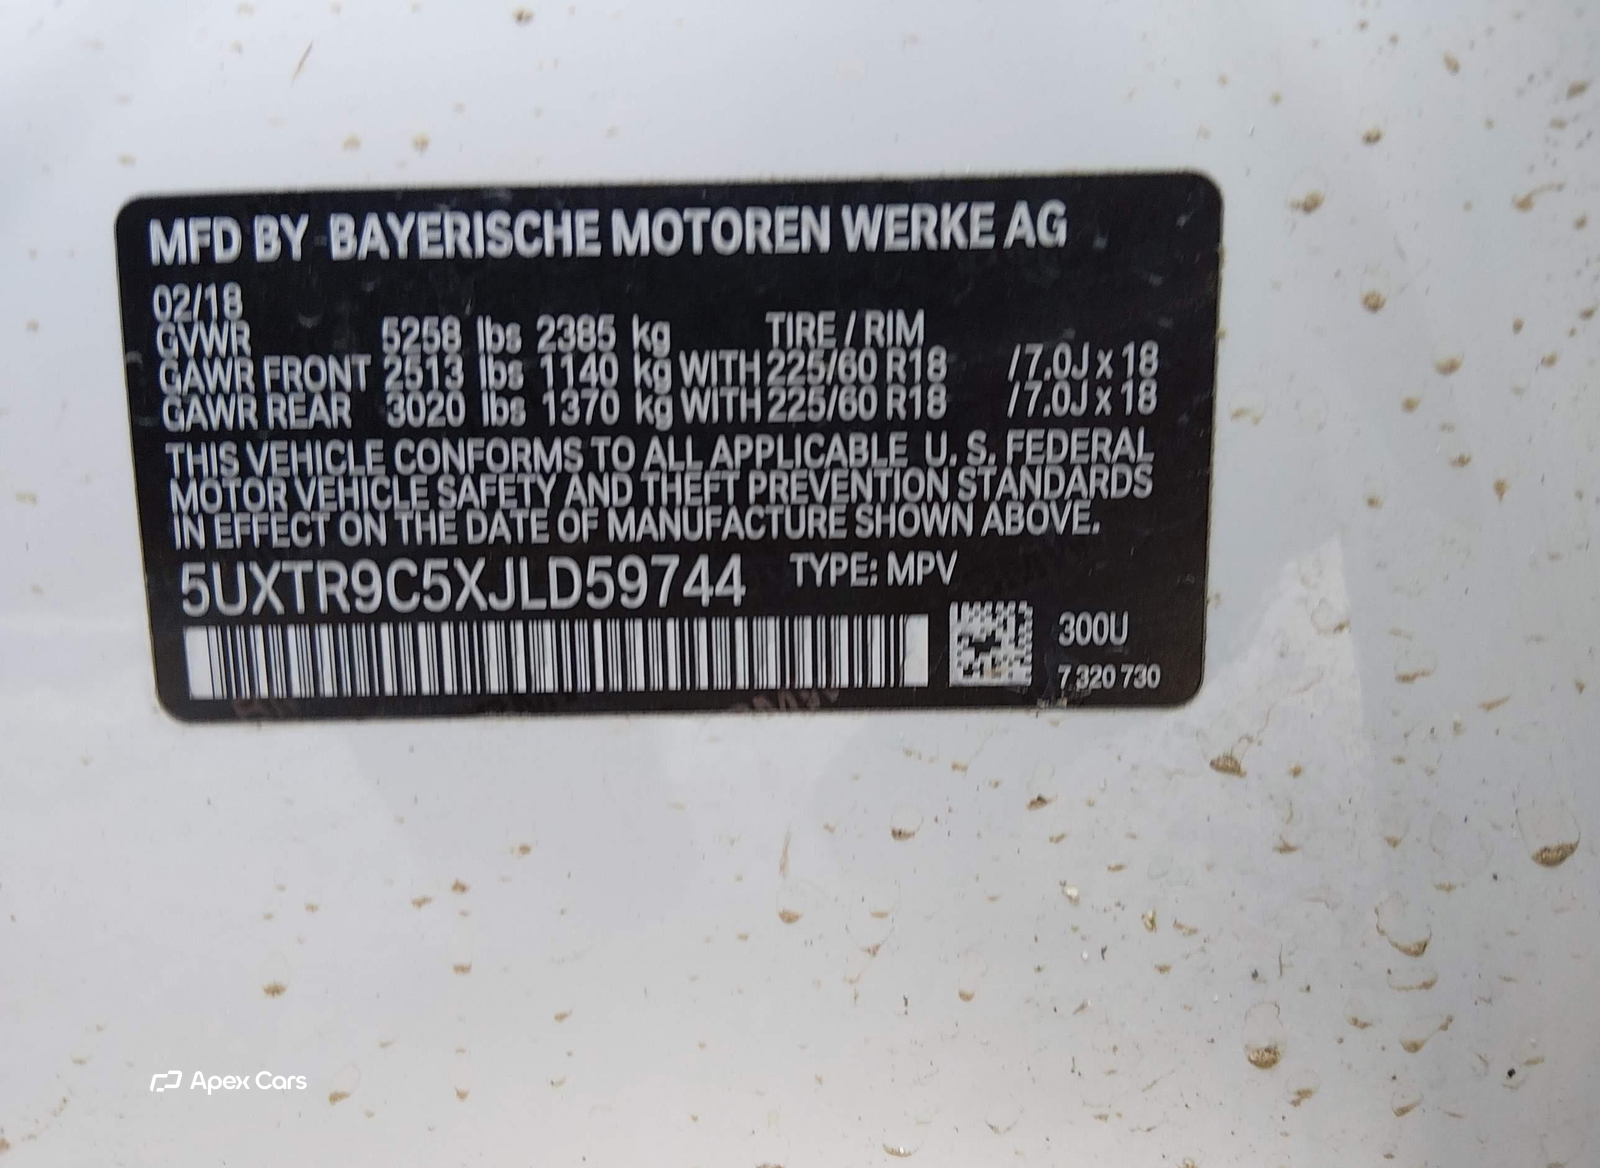 MFD BY BAYERISCHE MOTOREN WERKE AG
02/18
GVWR 5258 lbs 2385 kg TIRE / RIM
GAWR FRONT 2513 lbs 1140 kg WITH 225/60 R18 / 7.0J x 18
GAWR REAR 3020 lbs 1370 kg WITH 225/60 R18 / 7.0J x 18
THIS VEHICLE CONFORMS TO ALL APPLICABLE U. S. FEDERAL
MOTOR VEHICLE SAFETY AND THEFT PREVENTION STANDARDS
IN EFFECT ON THE DATE OF MANUFACTURE SHOWN ABOVE.
5UXTR9C5XJLD59744 TYPE: MPV
300U
7 320 730
Apex Cars